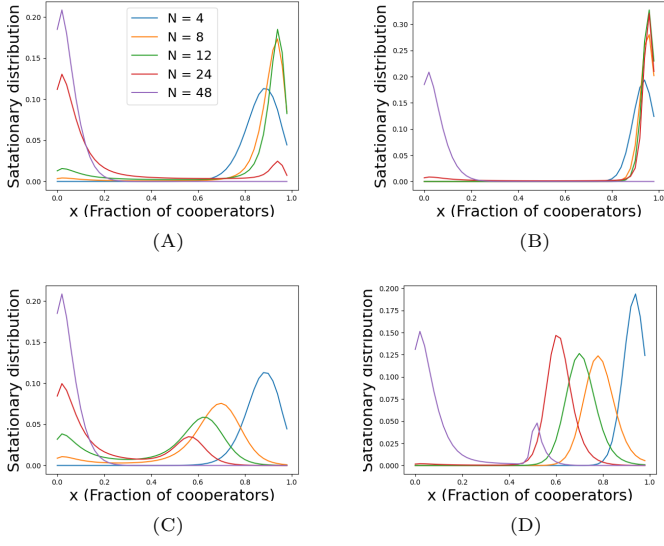 0.20
0.15
0.10
0.05
0.00
Satationary distribution
N = 4
N = 8
N = 12
N = 24
N = 48
0.0 0.2 0.4 0.6 0.8 1.0
x (Fraction of cooperators)
(A)
0.30
0.25
0.20
0.15
0.10
0.05
0.00
Satationary distribution
0.0 0.2 0.4 0.6 0.8 1.0
x (Fraction of cooperators)
(B)
0.20
0.15
0.10
0.05
0.00
Satationary distribution
0.0 0.2 0.4 0.6 0.8 1.0
x (Fraction of cooperators)
(C)
0.200
0.175
0.150
0.125
0.100
0.075
0.050
0.025
0.000
Satationary distribution
0.0 0.2 0.4 0.6 0.8 1.0
x (Fraction of cooperators)
(D)